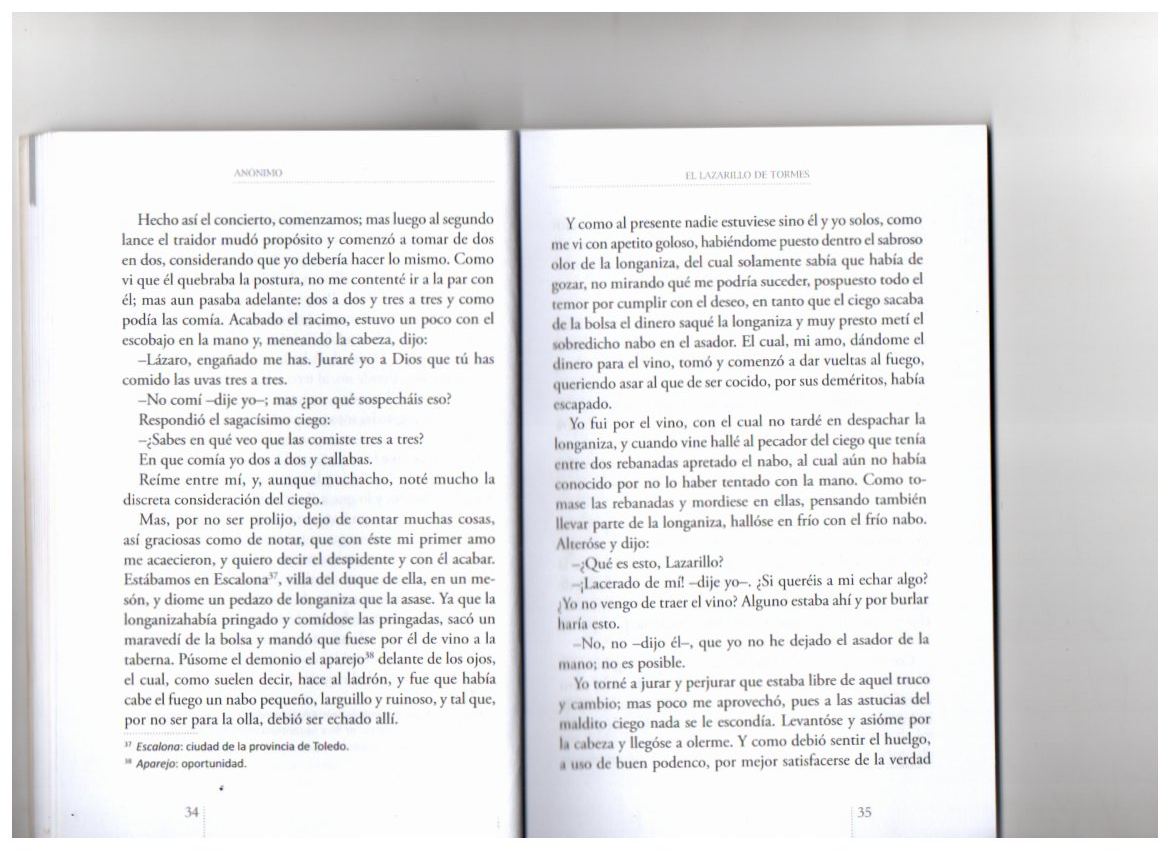 ANÓNIMO
Hecho así el concierto, comenzamos; mas luego al segundo
lance el traidor mudó propósito y comenzó a tomar de dos
en dos, considerando que yo debería hacer lo mismo. Como
vi que él quebraba la postura, no me contenté ir a la par con
él; mas aun pasaba adelante: dos a dos y tres a tres y como
podía las comía. Acabado el racimo, estuvo un poco con el
escobajo en la mano y, meneando la cabeza, dijo:
–Lázaro, engañado me has. Juraré yo a Dios que tú has
comido las uvas tres a tres.
–No comí –dije yo–; mas ¿por qué sospecháis eso?
Respondió el sagacísimo ciego:
–¿Sabes en qué veo que las comiste tres a tres?
En que comía yo dos a dos y callabas.
Reíme entre mí, y, aunque muchacho, noté mucho la
discreta consideración del ciego.
Mas, por no ser prolijo, dejo de contar muchas cosas,
así graciosas como de notar, que con éste mi primer amo
me acaecieron, y quiero decir el despidente y con él acabar.
Estábamos en Escalona³⁷, villa del duque de ella, en un me-
són, y diome un pedazo de longaniza que la asase. Ya que la
longanizahabía pringado y comídose las pringadas, sacó un
maravedí de la bolsa y mandó que fuese por él de vino a la
taberna. Púsome el demonio el aparejo³⁸ delante de los ojos,
el cual, como suelen decir, hace al ladrón, y fue que había
cabe el fuego un nabo pequeño, larguillo y ruinoso, y tal que,
por no ser para la olla, debió ser echado allí.
³⁷ Escalona: ciudad de la provincia de Toledo.
³⁸ Aparejo: oportunidad.
34
EL LAZARILLO DE TORMES
Y como al presente nadie estuviese sino él y yo solos, como
me vi con apetito goloso, habiéndome puesto dentro el sabroso
olor de la longaniza, del cual solamente sabía que había de
gozar, no mirando qué me podría suceder, pospuesto todo el
temor por cumplir con el deseo, en tanto que el ciego sacaba
de la bolsa el dinero saqué la longaniza y muy presto metí el
sobredicho nabo en el asador. El cual, mi amo, dándome el
dinero para el vino, tomó y comenzó a dar vueltas al fuego,
queriendo asar al que de ser cocido, por sus deméritos, había
escapado.
Yo fui por el vino, con el cual no tardé en despachar la
longaniza, y cuando vine hallé al pecador del ciego que tenía
entre dos rebanadas apretado el nabo, al cual aún no había
conocido por no lo haber tentado con la mano. Como to-
mase las rebanadas y mordiese en ellas, pensando también
llevar parte de la longaniza, hallóse en frío con el frío nabo.
Alteróse y dijo:
–¿Qué es esto, Lazarillo?
–¡Lacerado de mí! –dije yo–. ¿Si queréis a mi echar algo?
¿Yo no vengo de traer el vino? Alguno estaba ahí y por burlar
haría esto.
–No, no –dijo él–, que yo no he dejado el asador de la
mano; no es posible.
Yo torné a jurar y perjurar que estaba libre de aquel truco
y cambio; mas poco me aprovechó, pues a las astucias del
maldito ciego nada se le escondía. Levantóse y asióme por
la cabeza y llegóse a olerme. Y como debió sentir el huelgo,
a uso de buen podenco, por mejor satisfacerse de la verdad
35